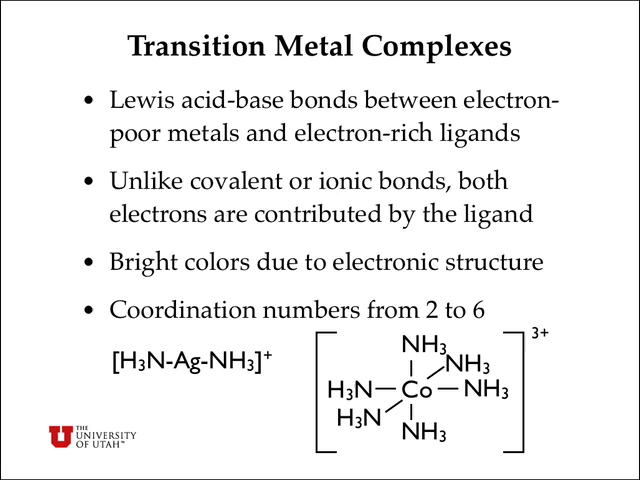 Transition Metal Complexes
• Lewis acid-base bonds between electron-
poor metals and electron-rich ligands
• Unlike covalent or ionic bonds, both
electrons are contributed by the ligand
• Bright colors due to electronic structure
• Coordination numbers from 2 to 6
[H₃N-Ag-NH₃]⁺
3+
NH₃
NH₃
H₃N Co NH₃
H₃N
NH₃
U THE
UNIVERSITY
OF UTAH™